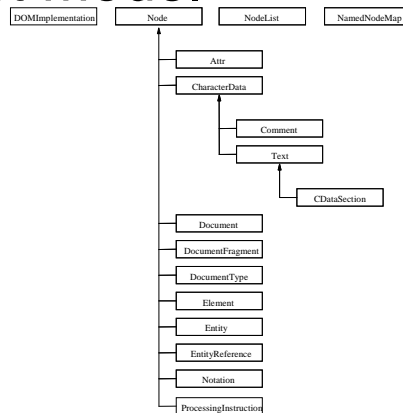 DOMImplementation Node NodeList NamedNodeMap
Attr
CharacterData
Comment
Text
CDataSection
Document
DocumentFragment
DocumentType
Element
Entity
EntityReference
Notation
ProcessingInstruction